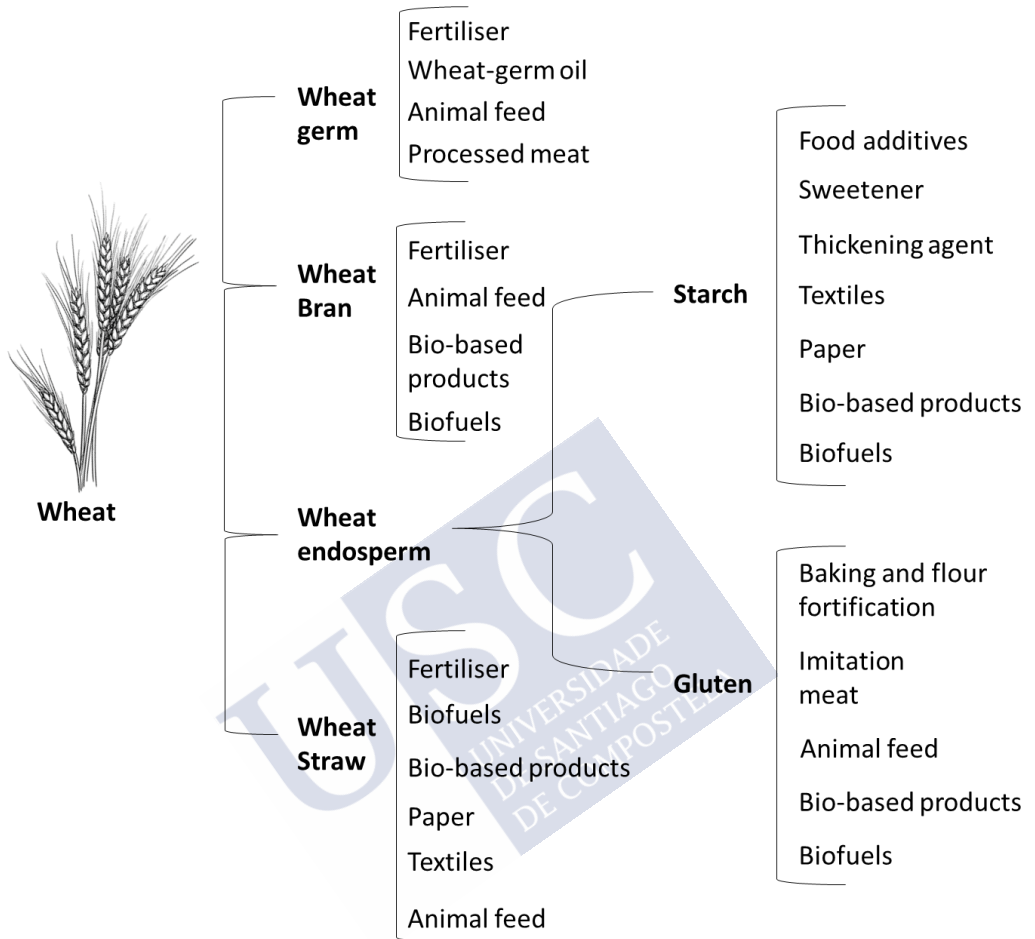 Wheat
Wheat
germ
Fertiliser
Wheat-germ oil
Animal feed
Processed meat
Wheat
Bran
Fertiliser
Animal feed
Bio-based
products
Biofuels
Wheat
endosperm
Starch
Food additives
Sweetener
Thickening agent
Textiles
Paper
Bio-based products
Biofuels
Gluten
Baking and flour
fortification
Imitation
meat
Animal feed
Bio-based products
Biofuels
Wheat
Straw
Fertiliser
Biofuels
Bio-based products
Paper
Textiles
Animal feed
USC
UNIVERSIDADE
DE SANTIAGO
DE COMPOSTELA